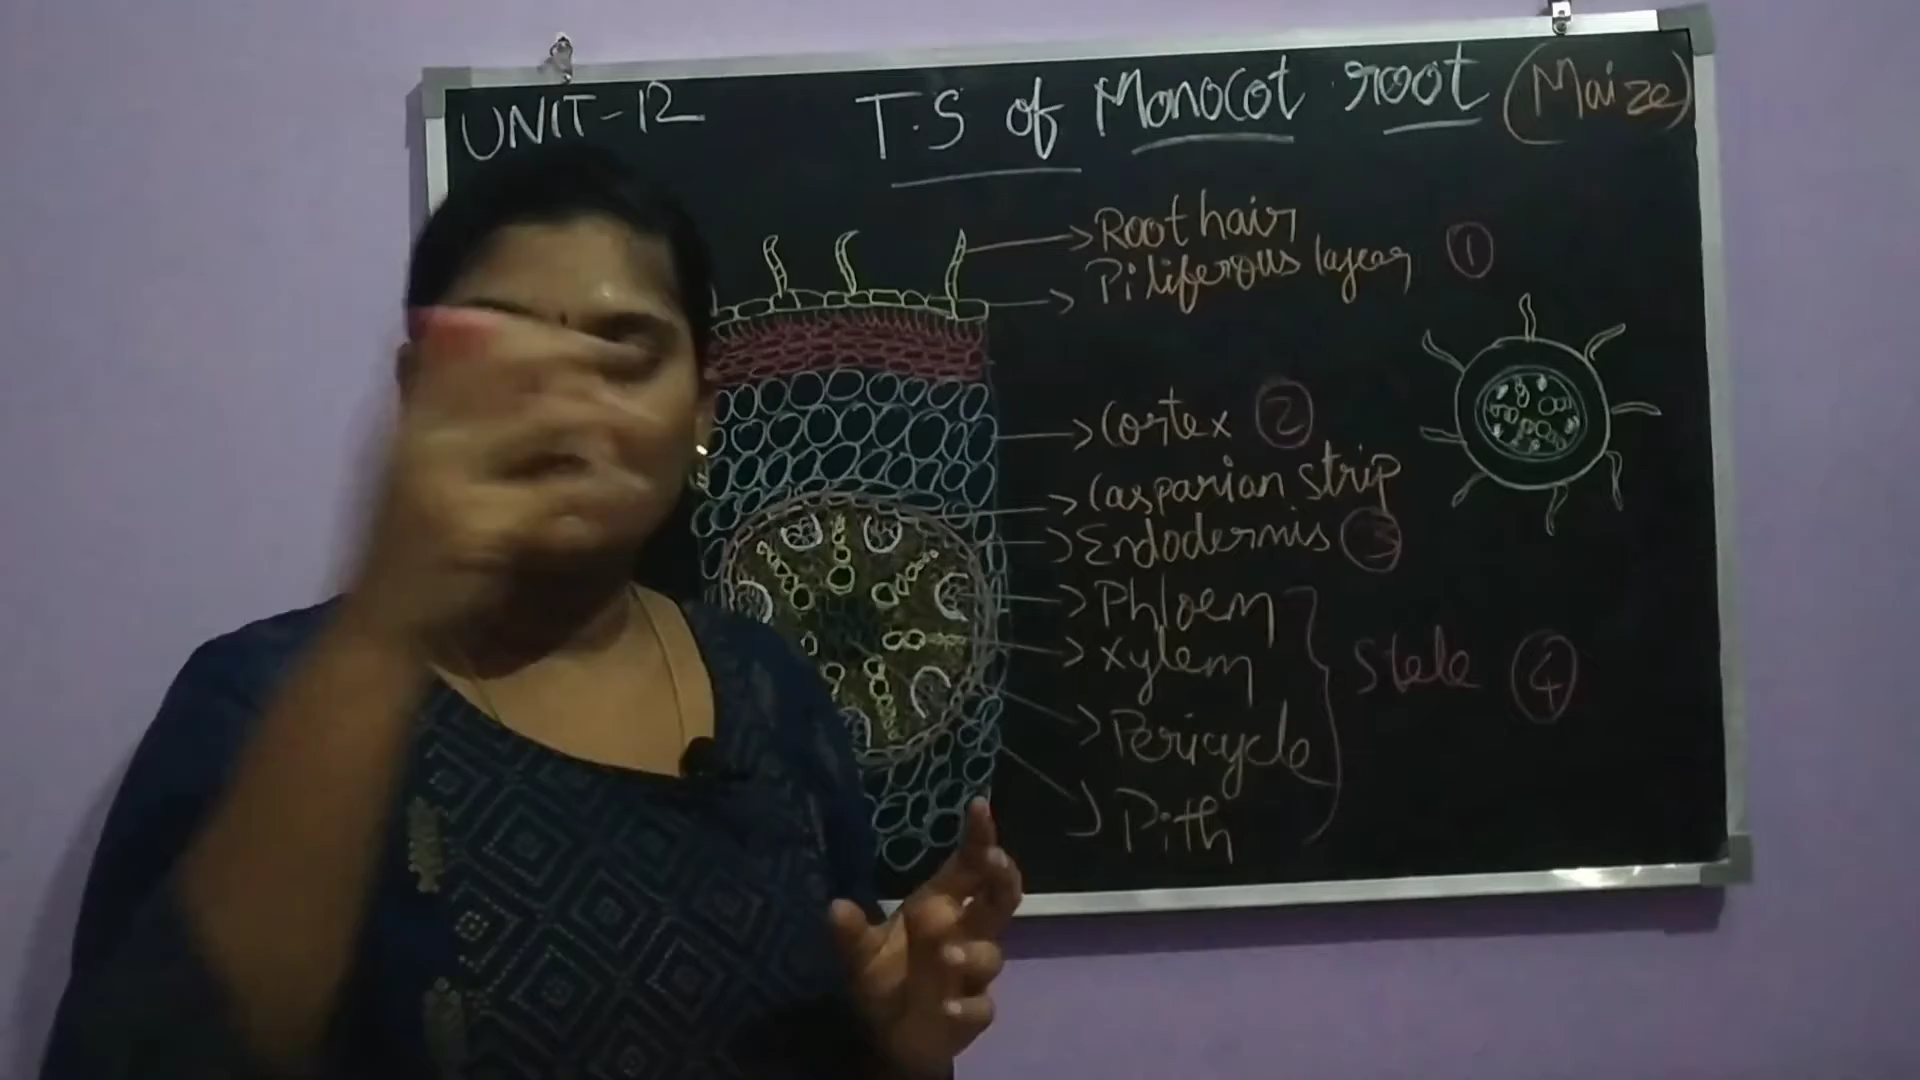 UNIT-12
T.S of Monocot root (Maize)
Root hair
Piliferous layer 1
Cortex 2
Casparian strip
Endodermis 3
Phloem
Xylem
Stele 4
Pericycle
Pith